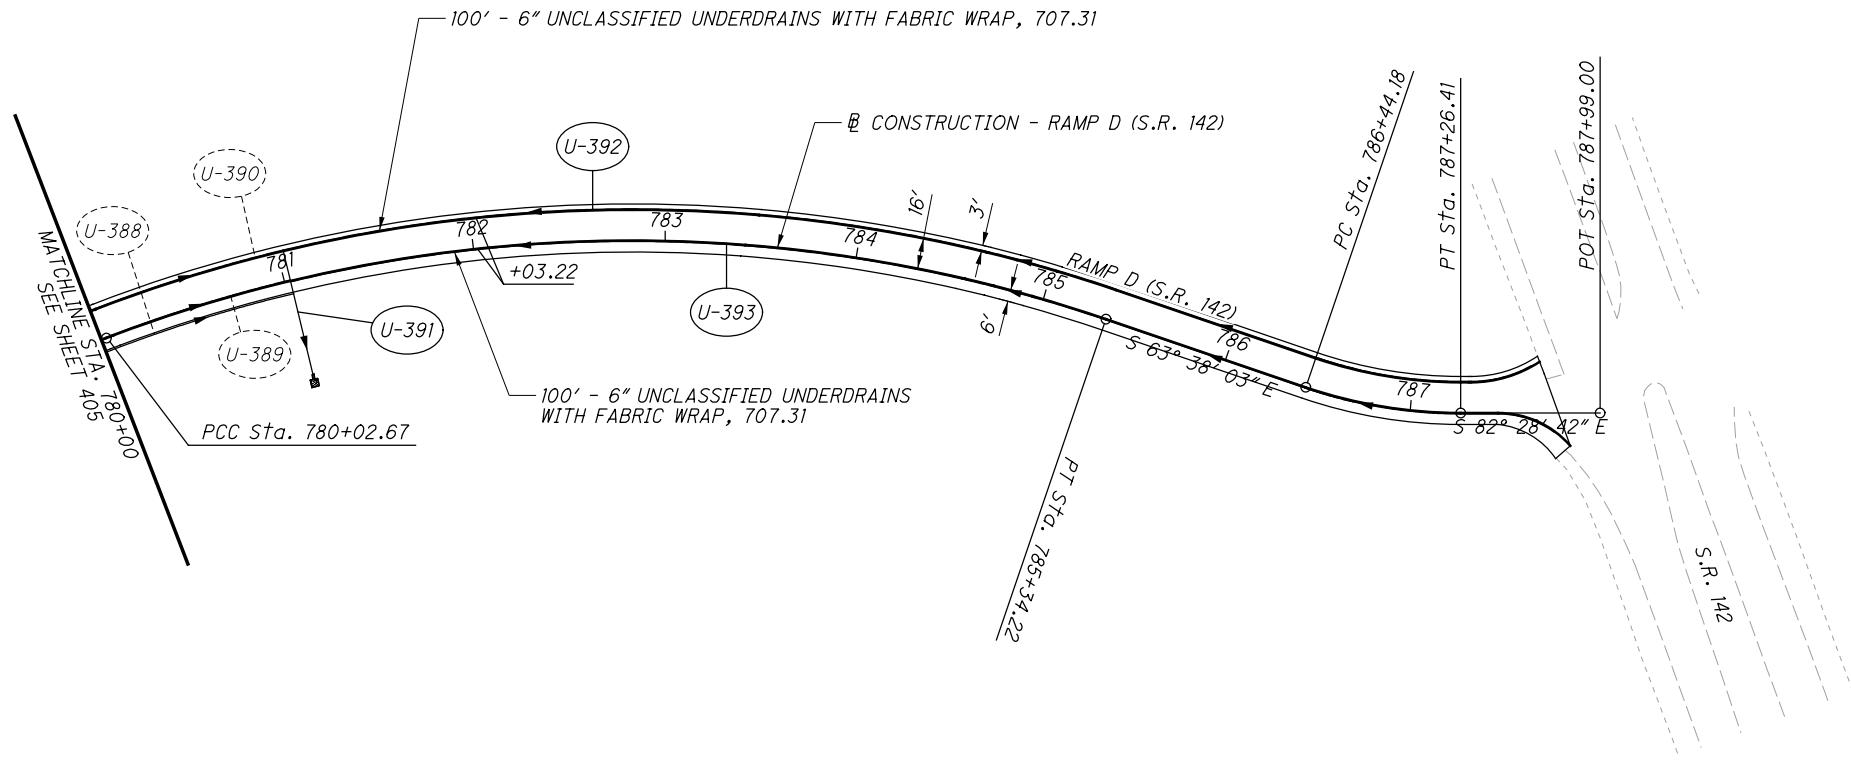 100' - 6" UNCLASSIFIED UNDERDRAINS WITH FABRIC WRAP, 707.31
BL CONSTRUCTION - RAMP D (S.R. 142)
U-392
U-390
U-388
PC Sta. 786+44.18
PT Sta. 787+26.41
POT Sta. 787+99.00
16'
3'
781
782
783
784
785
786
787
+03.22
RAMP D (S.R. 142)
MATCHLINE STA. 780+00
SEE SHEET 405
U-391
U-393
U-389
6'
S 63° 38' 03" E
S 82° 28' 42" E
100' - 6" UNCLASSIFIED UNDERDRAINS
WITH FABRIC WRAP, 707.31
PCC Sta. 780+02.67
PT Sta. 785+34.22
S.R. 142